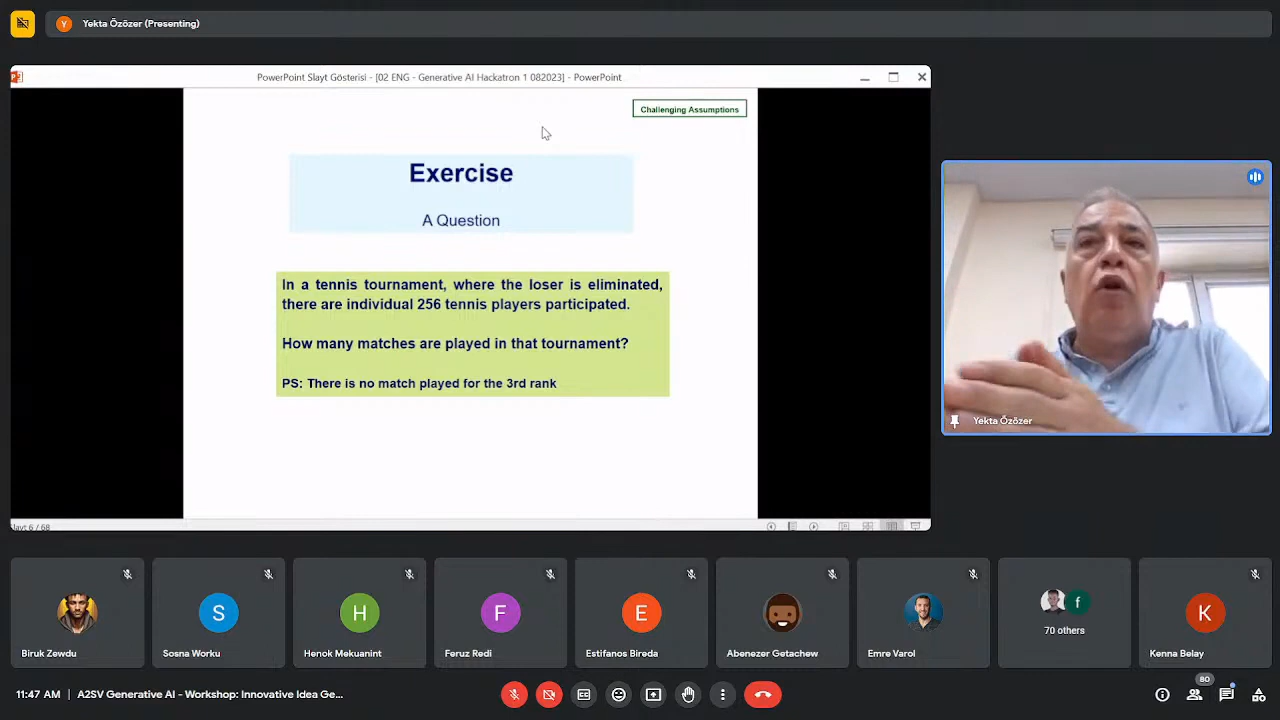 Y
Yekta Özözer (Presenting)
PowerPoint Slayt Gösterisi - [02 ENG - Generative AI Hackatron 1 082023] - PowerPoint
Challenging Assumptions
Exercise
A Question
In a tennis tournament, where the loser is eliminated,
there are individual 256 tennis players participated.
How many matches are played in that tournament?
PS: There is no match played for the 3rd rank
Yekta Özözer
Slayt 6 / 68
S
H
F
E
f
K
Biruk Zewdu
Sosna Worku
Henok Mekuanint
Feruz Redi
Estifanos Bireda
Abenezer Getachew
Emre Varol
70 others
Kenna Belay
11:47 AM | A2SV Generative AI - Workshop: Innovative Idea Ge...
80